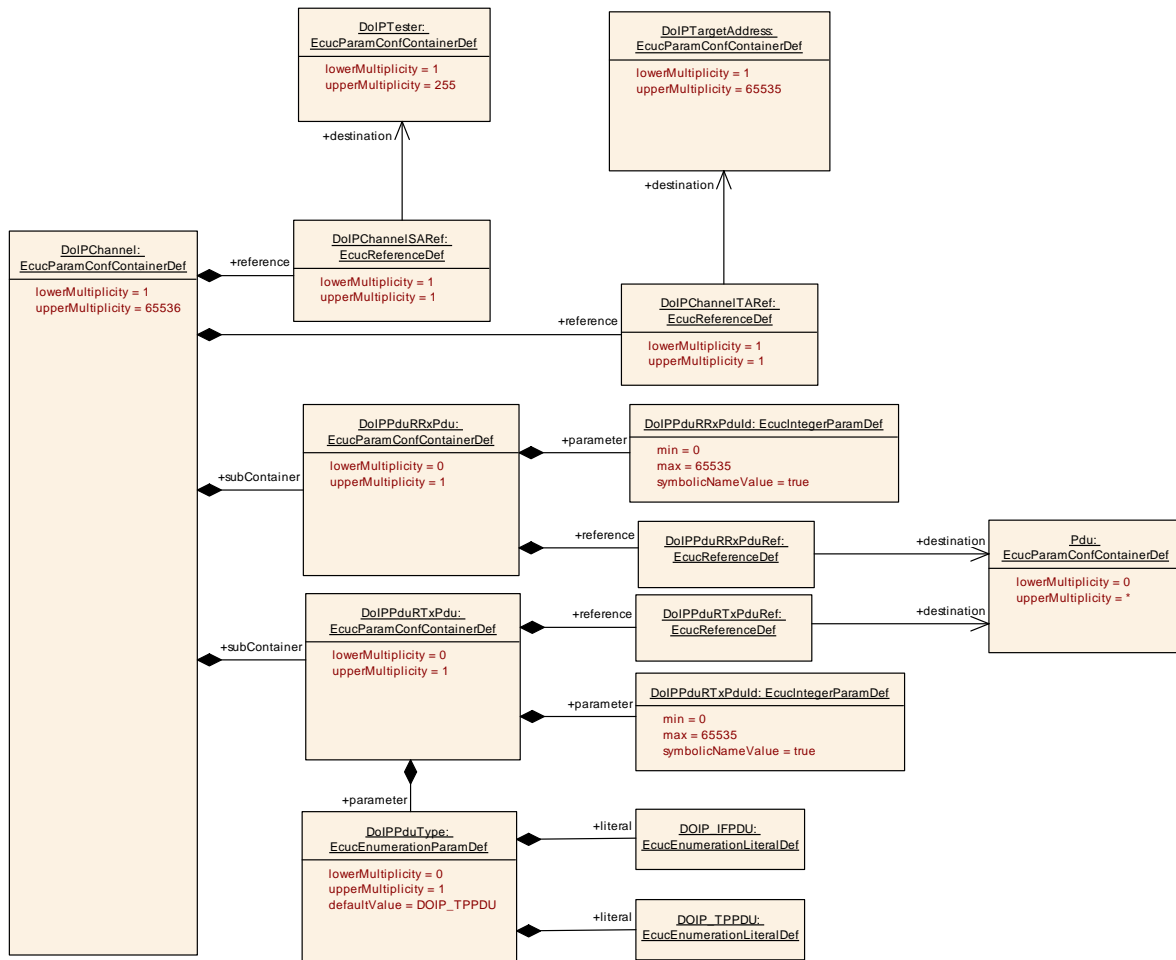 DoIPTester:
EcucParamConfContainerDef
lowerMultiplicity = 1
upperMultiplicity = 255
DoIPTargetAddress:
EcucParamConfContainerDef
lowerMultiplicity = 1
upperMultiplicity = 65535
+destination
+destination
DoIPChannel:
EcucParamConfContainerDef
lowerMultiplicity = 1
upperMultiplicity = 65536
+reference
DoIPChannelSARef:
EcucReferenceDef
lowerMultiplicity = 1
upperMultiplicity = 1
+reference
DoIPChannelTARef:
EcucReferenceDef
lowerMultiplicity = 1
upperMultiplicity = 1
+subContainer
DoIPPduRRxPdu:
EcucParamConfContainerDef
lowerMultiplicity = 0
upperMultiplicity = 1
+parameter
DoIPPduRRxPduId: EcucIntegerParamDef
min = 0
max = 65535
symbolicNameValue = true
+reference
DoIPPduRRxPduRef:
EcucReferenceDef
+destination
Pdu:
EcucParamConfContainerDef
lowerMultiplicity = 0
upperMultiplicity = *
+subContainer
DoIPPduRTxPdu:
EcucParamConfContainerDef
lowerMultiplicity = 0
upperMultiplicity = 1
+reference
DoIPPduRTxPduRef:
EcucReferenceDef
+destination
+parameter
DoIPPduRTxPduId: EcucIntegerParamDef
min = 0
max = 65535
symbolicNameValue = true
+parameter
DoIPPduType:
EcucEnumerationParamDef
lowerMultiplicity = 0
upperMultiplicity = 1
defaultValue = DOIP_TPPDU
+literal
DOIP_IFPDU:
EcucEnumerationLiteralDef
+literal
DOIP_TPPDU:
EcucEnumerationLiteralDef